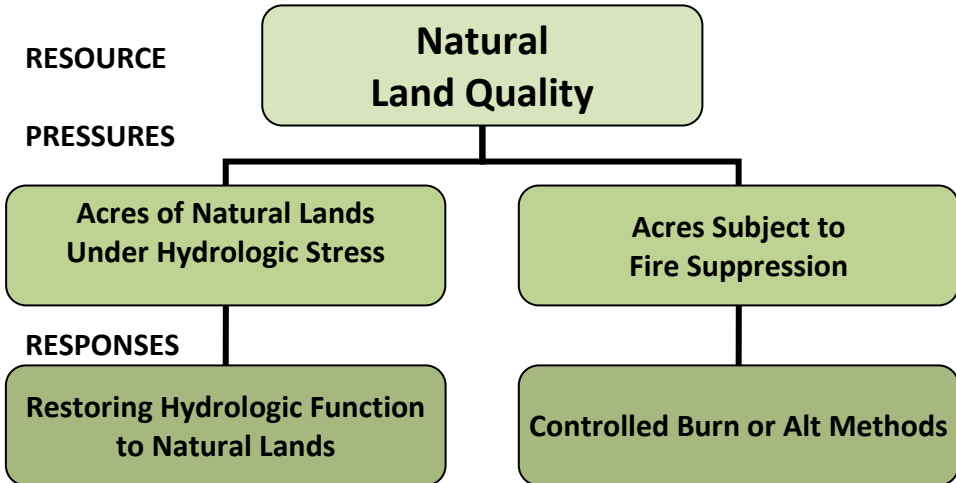 RESOURCE
Natural
Land Quality
PRESSURES
Acres of Natural Lands
Under Hydrologic Stress
Acres Subject to
Fire Suppression
RESPONSES
Restoring Hydrologic Function
to Natural Lands
Controlled Burn or Alt Methods